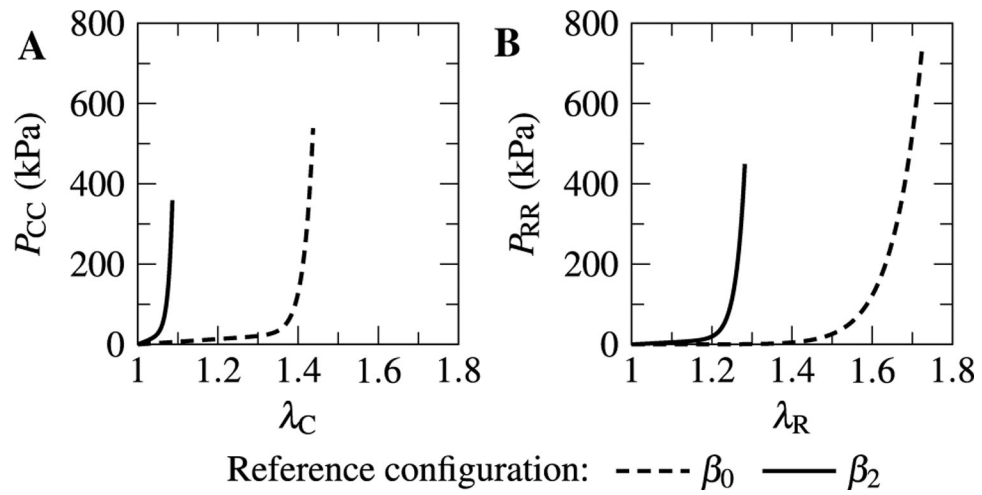 A
800
600
400
200
0
P_CC (kPa)
1 1.2 1.4 1.6 1.8
λ_C
B
800
600
400
200
0
P_RR (kPa)
1 1.2 1.4 1.6 1.8
λ_R
Reference configuration: β₀ β₂